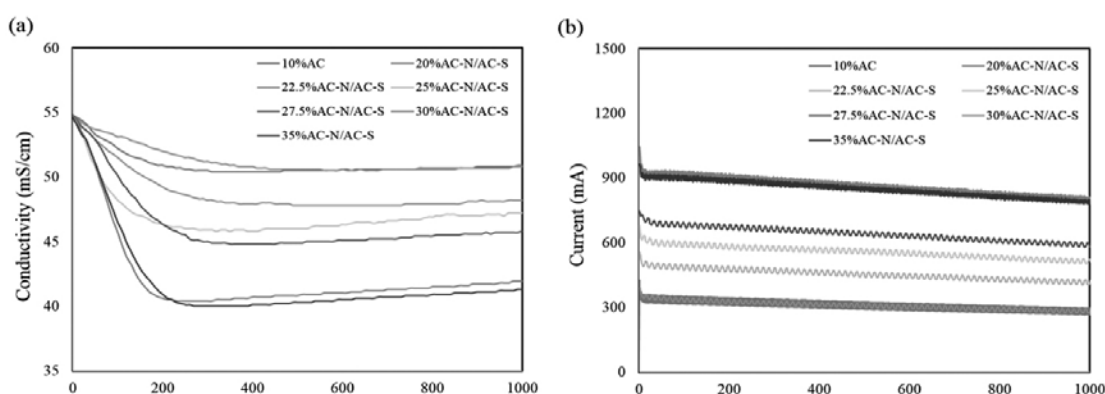 (a)
60
55
50
45
40
35
Conductivity (mS/cm)
10%AC 20%AC-N/AC-S
22.5%AC-N/AC-S 25%AC-N/AC-S
27.5%AC-N/AC-S 30%AC-N/AC-S
35%AC-N/AC-S
0 200 400 600 800 1000
(b)
1500
1200
900
600
300
0
Current (mA)
10%AC 20%AC-N/AC-S
22.5%AC-N/AC-S 25%AC-N/AC-S
27.5%AC-N/AC-S 30%AC-N/AC-S
35%AC-N/AC-S
0 200 400 600 800 1000